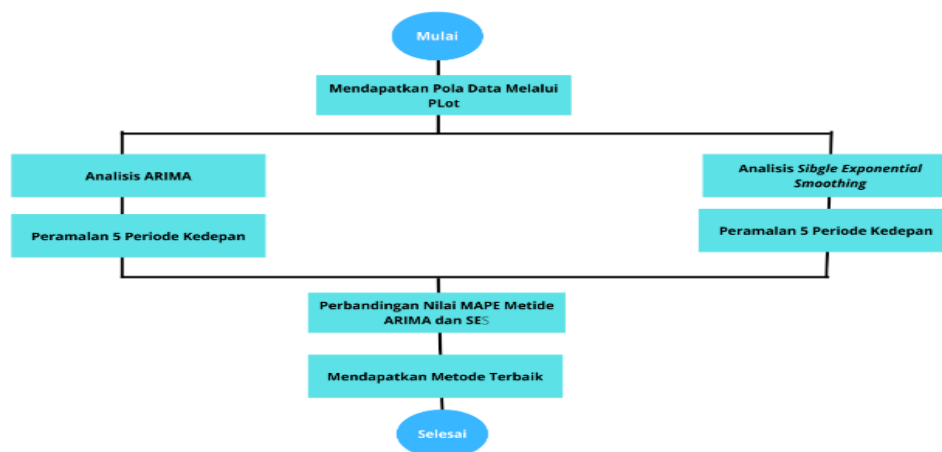 Mulai
Mendapatkan Pola Data Melalui
PLot
Analisis ARIMA
Analisis Sibgle Exponential
Smoothing
Peramalan 5 Periode Kedepan
Peramalan 5 Periode Kedepan
Perbandingan Nilai MAPE Metide
ARIMA dan SES
Mendapatkan Metode Terbaik
Selesai